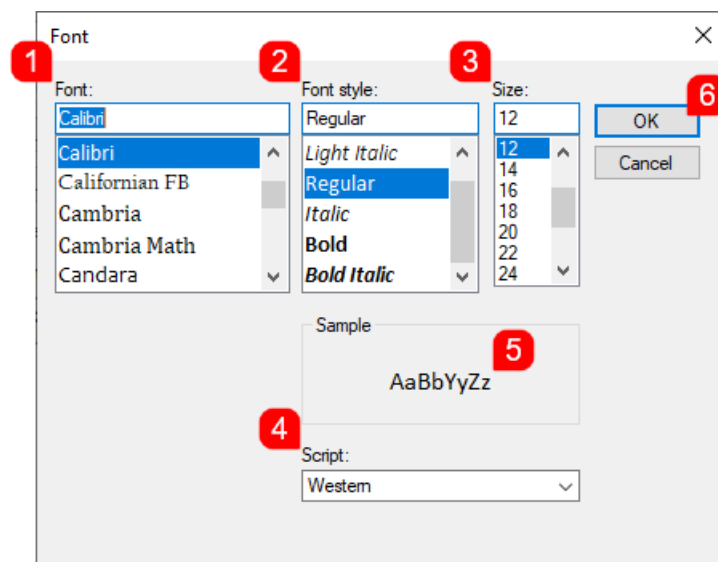 Font
1
2
3
6
Font:
Font style:
Size:
Calibri
Regular
12
OK
Cancel
Calibri
Californian FB
Cambria
Cambria Math
Candara
Light Italic
Regular
Italic
Bold
Bold Italic
12
14
16
18
20
22
24
Sample
5
AaBbYyZz
4
Script:
Western